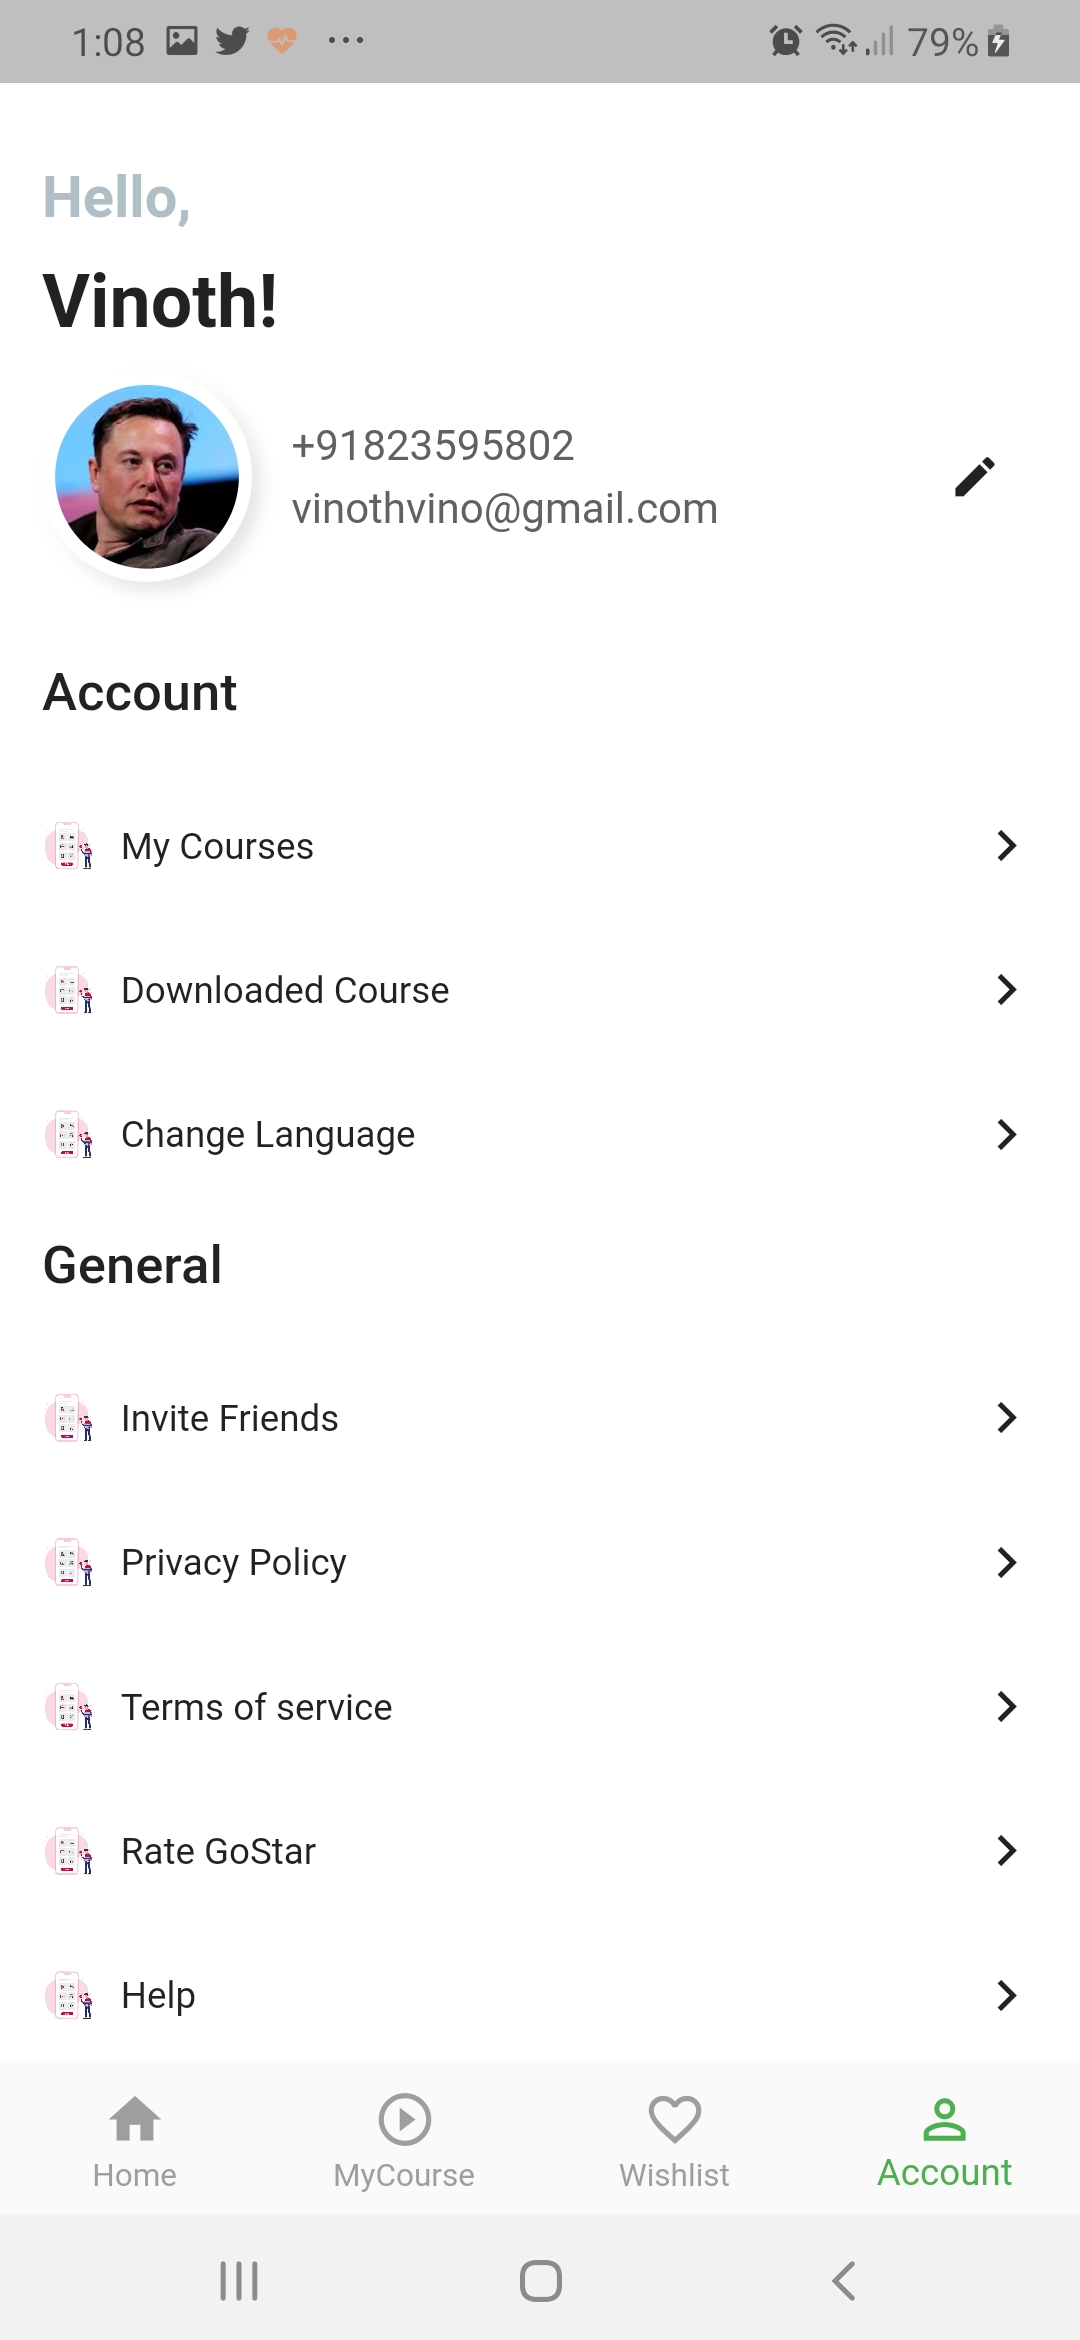 1:08 79%
Hello,
Vinoth!
+91823595802
vinothvino@gmail.com
Account
My Courses
Downloaded Course
Change Language
General
Invite Friends
Privacy Policy
Terms of service
Rate GoStar
Help
Home MyCourse Wishlist Account